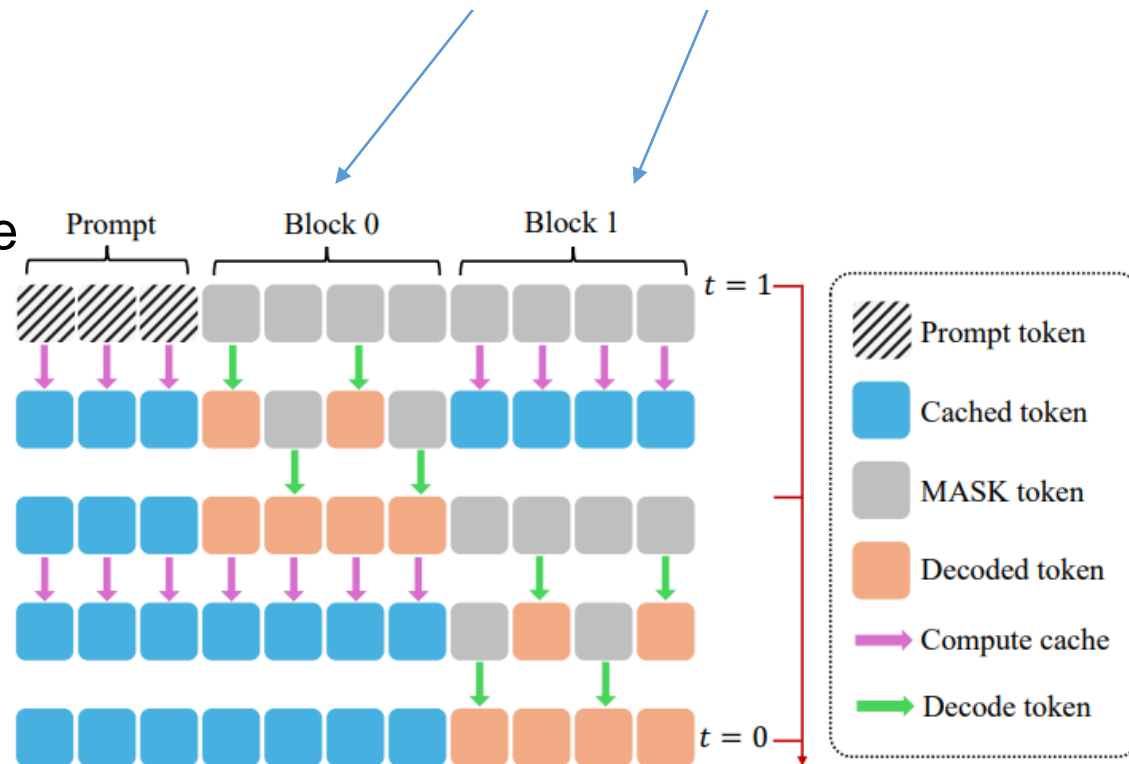 e
Prompt
Block 0
Block 1
t = 1
Prompt token
Cached token
MASK token
Decoded token
Compute cache
Decode token
t = 0